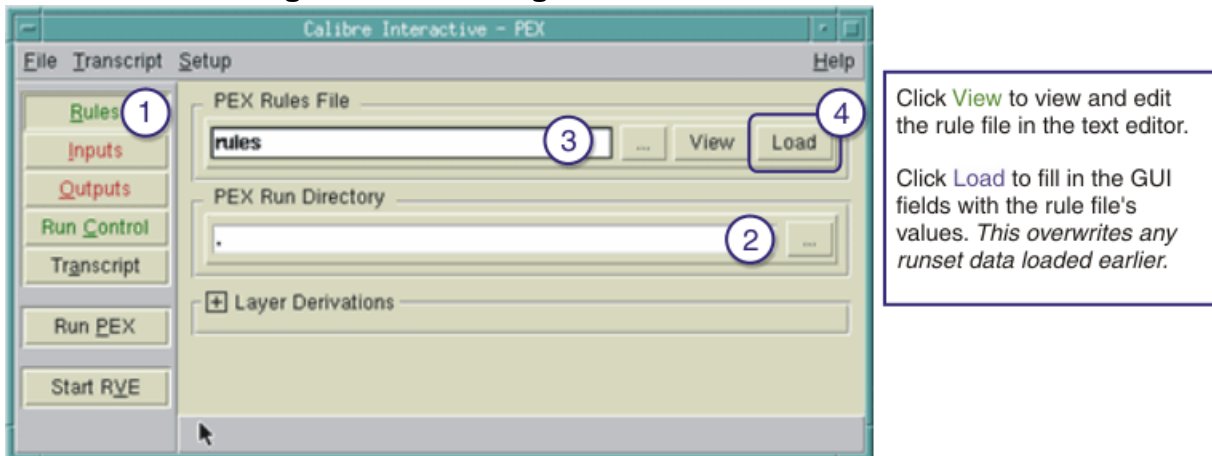 Calibre Interactive - PEX
File Transcript Setup Help
Rules 1
Inputs
Outputs
Run Control
Transcript
Run PEX
Start RVE
PEX Rules File
rules 3 ... View Load 4
PEX Run Directory
. 2 ...
+ Layer Derivations
Click View to view and edit
the rule file in the text editor.
Click Load to fill in the GUI
fields with the rule file's
values. This overwrites any
runset data loaded earlier.